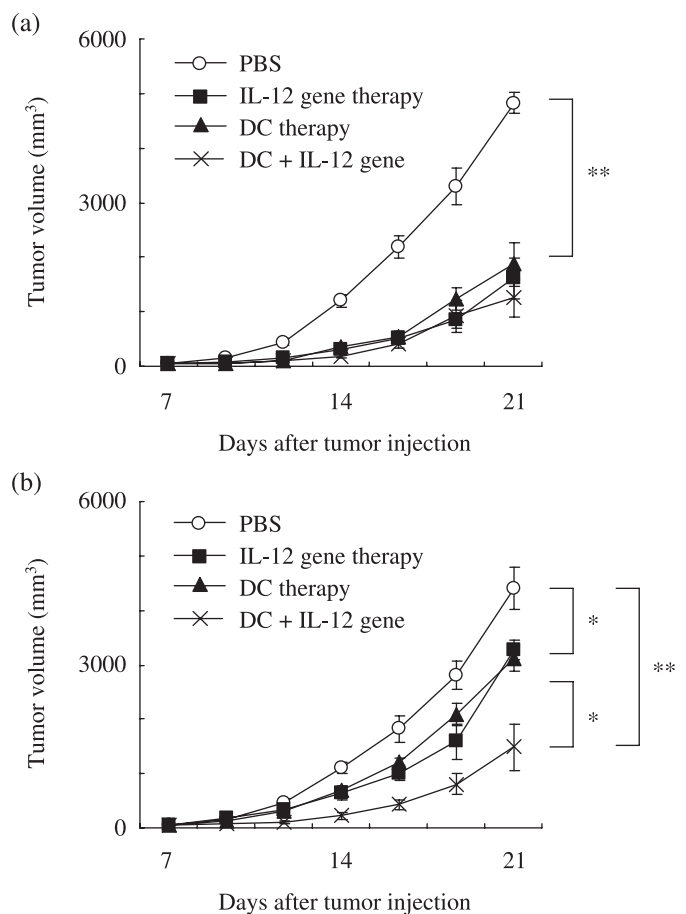 (a)
6000
PBS
IL-12 gene therapy
DC therapy
DC + IL-12 gene
**
3000
Tumor volume (mm³)
0
7 14 21
Days after tumor injection
(b)
6000
PBS
IL-12 gene therapy
DC therapy
DC + IL-12 gene
*
**
*
3000
Tumor volume (mm³)
0
7 14 21
Days after tumor injection